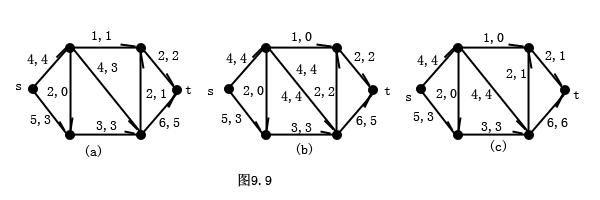 1,1
4,4
4,3
2,2
s
2,0
2,1
t
5,3
3,3
6,5
(a)
1,0
4,4
4,4
2,2
s
2,0
4,4
2,2
t
5,3
3,3
6,5
(b)
1,0
4,4
2,1
2,1
s
2,0
4,4
t
5,3
3,3
6,6
(c)
图9.9